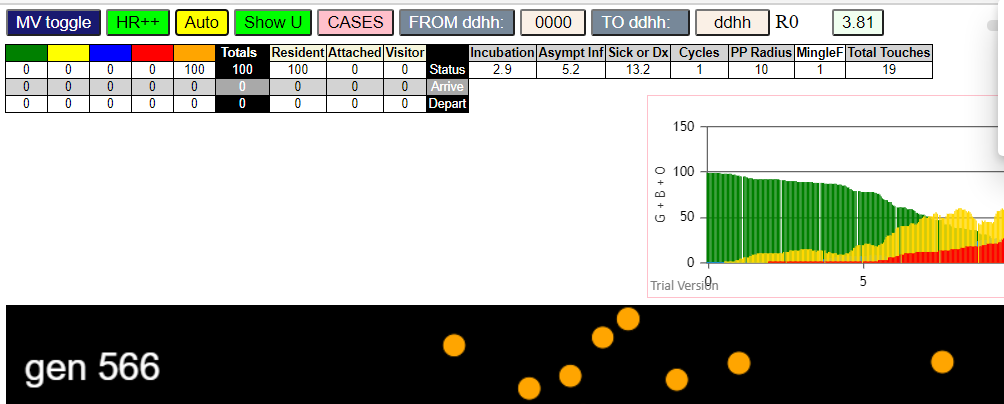 MV toggle HR++ Auto Show U CASES FROM ddhh: 0000 TO ddhh: ddhh R0 3.81
Totals Resident Attached Visitor Incubation Asympt Inf Sick or Dx Cycles PP Radius MingleF Total Touches
0 0 0 0 100 100 100 0 0 Status 2.9 5.2 13.2 1 10 1 19
0 0 0 0 0 0 0 0 0 Arrive
0 0 0 0 0 0 0 0 0 Depart
150
100
50
0
G + B + O
0 5
Trial Version
gen 566